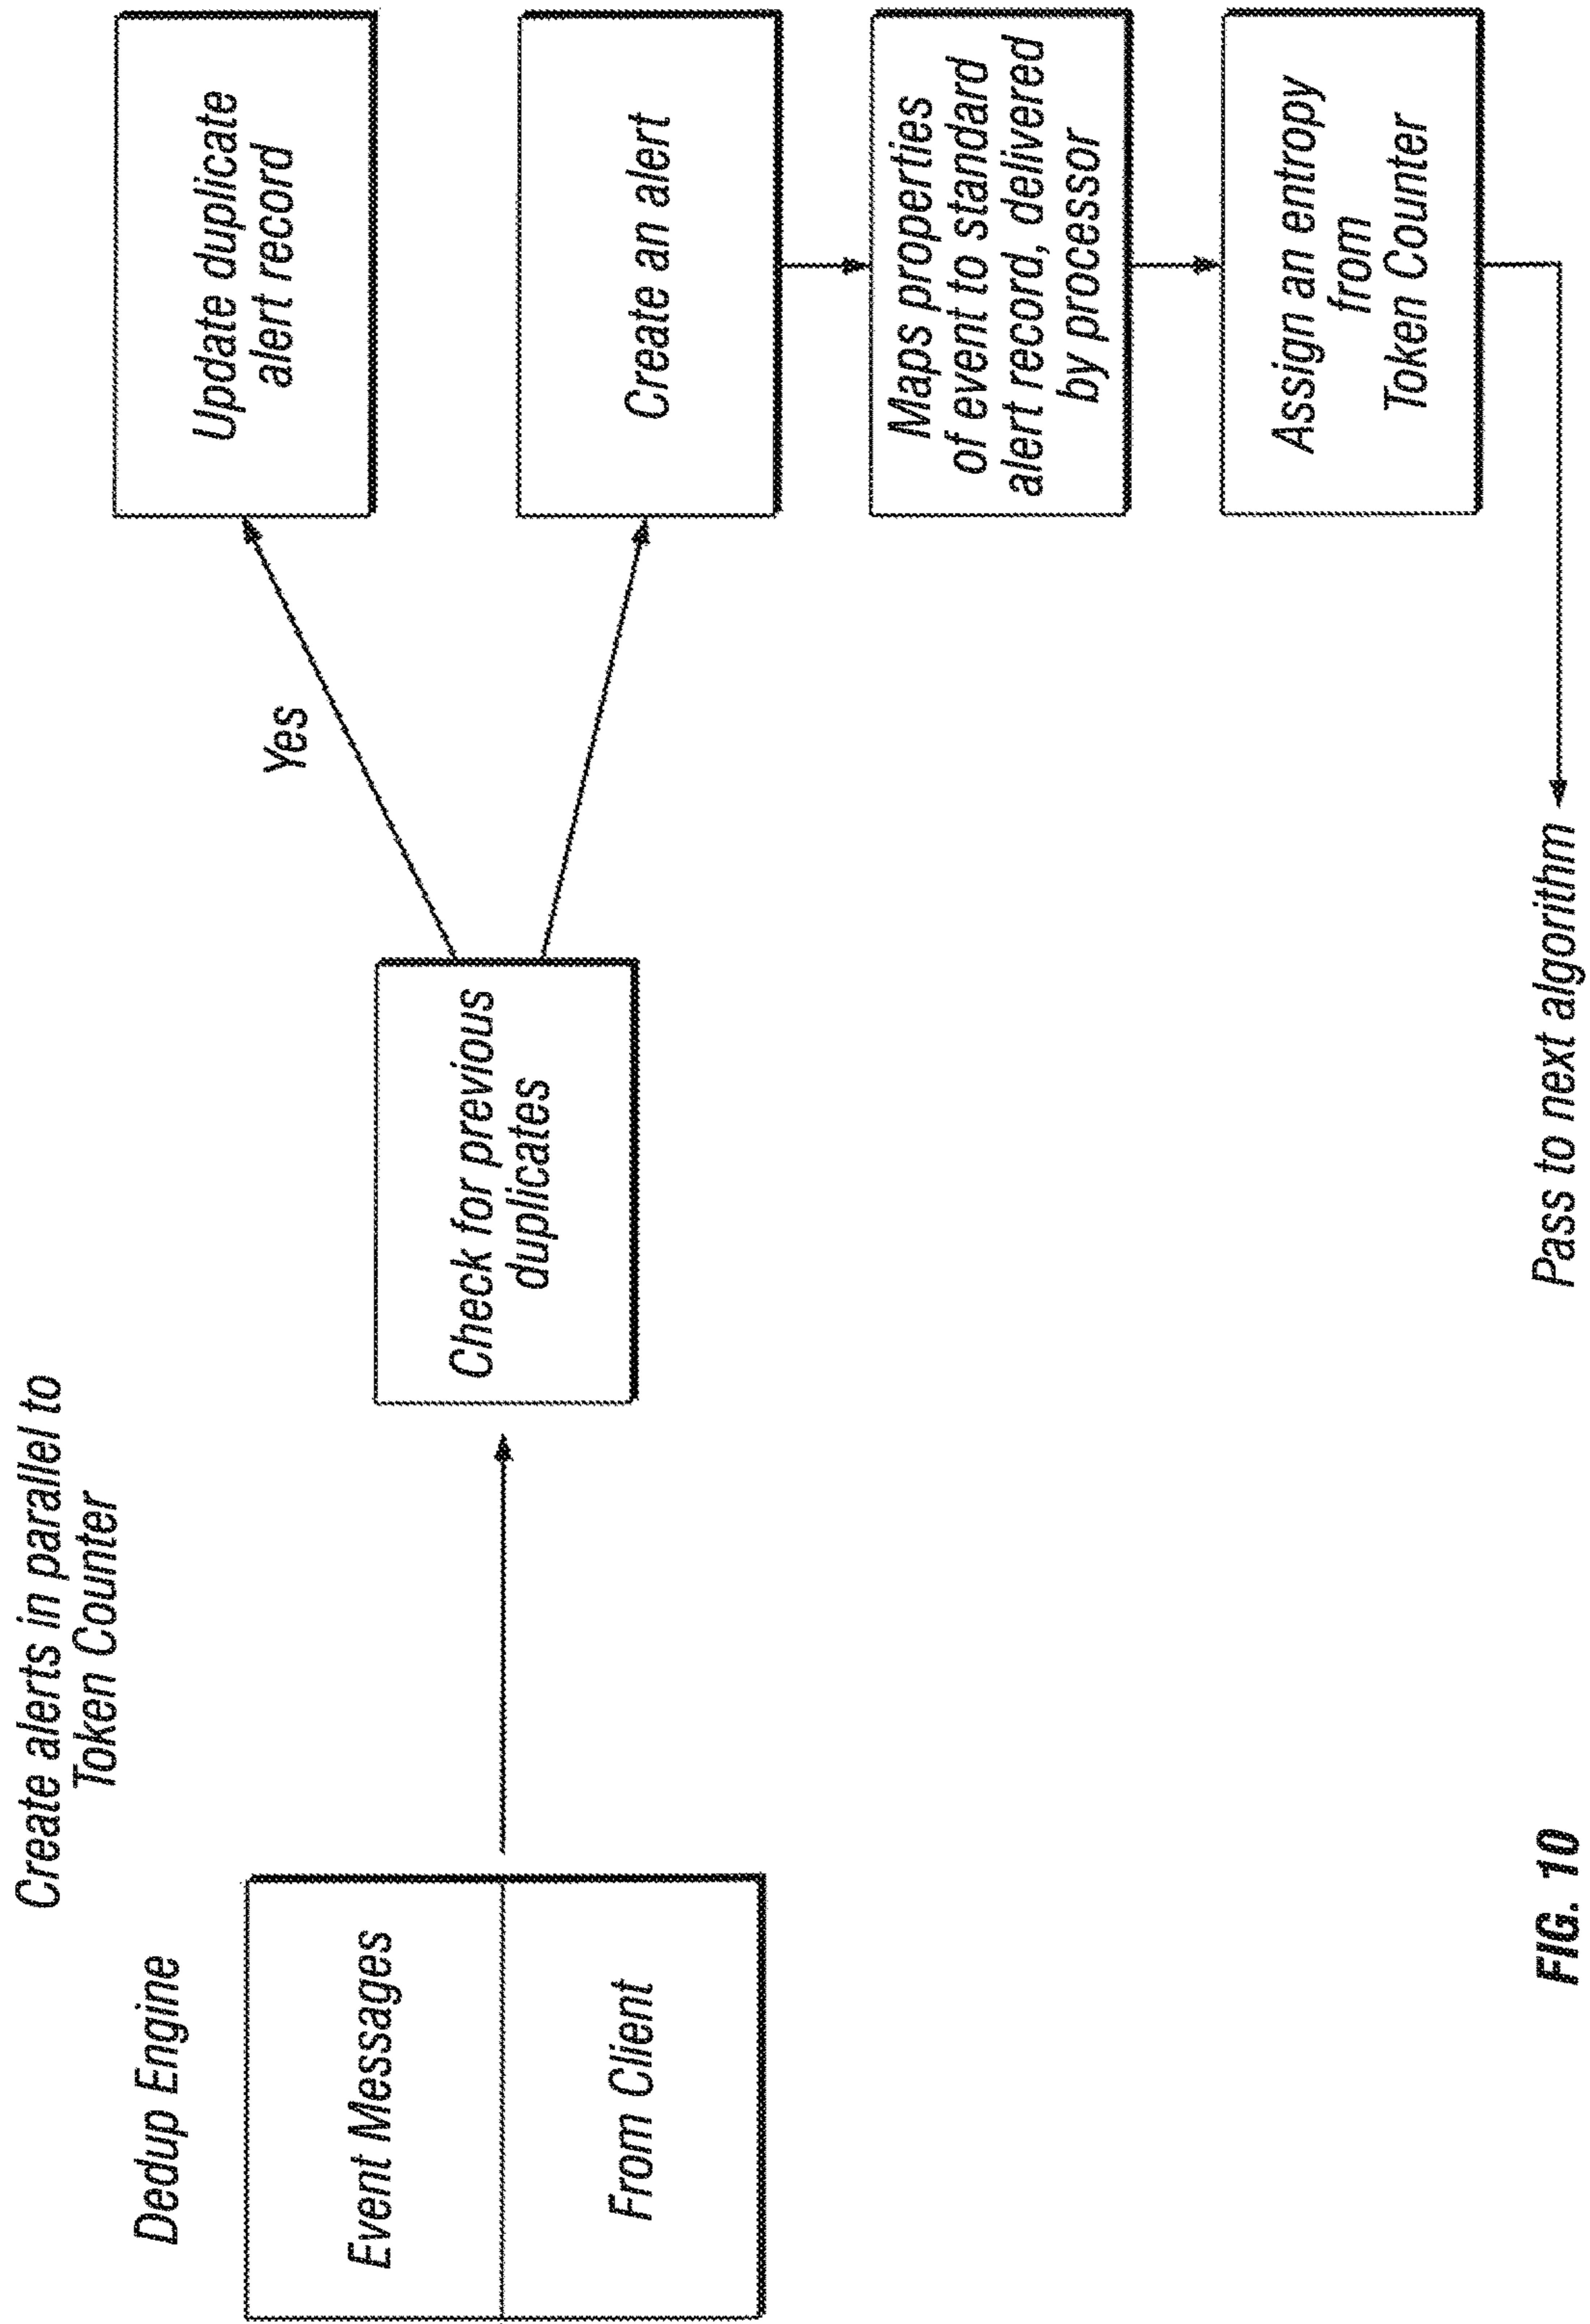 Create alerts in parallel to
Token Counter
Dedup Engine
Event Messages
From Client
Check for previous
duplicates
Yes
Update duplicate
alert record
Create an alert
Maps properties
of event to standard
alert record, delivered
by processor
Assign an entropy
from
Token Counter
Pass to next algorithm
FIG. 10